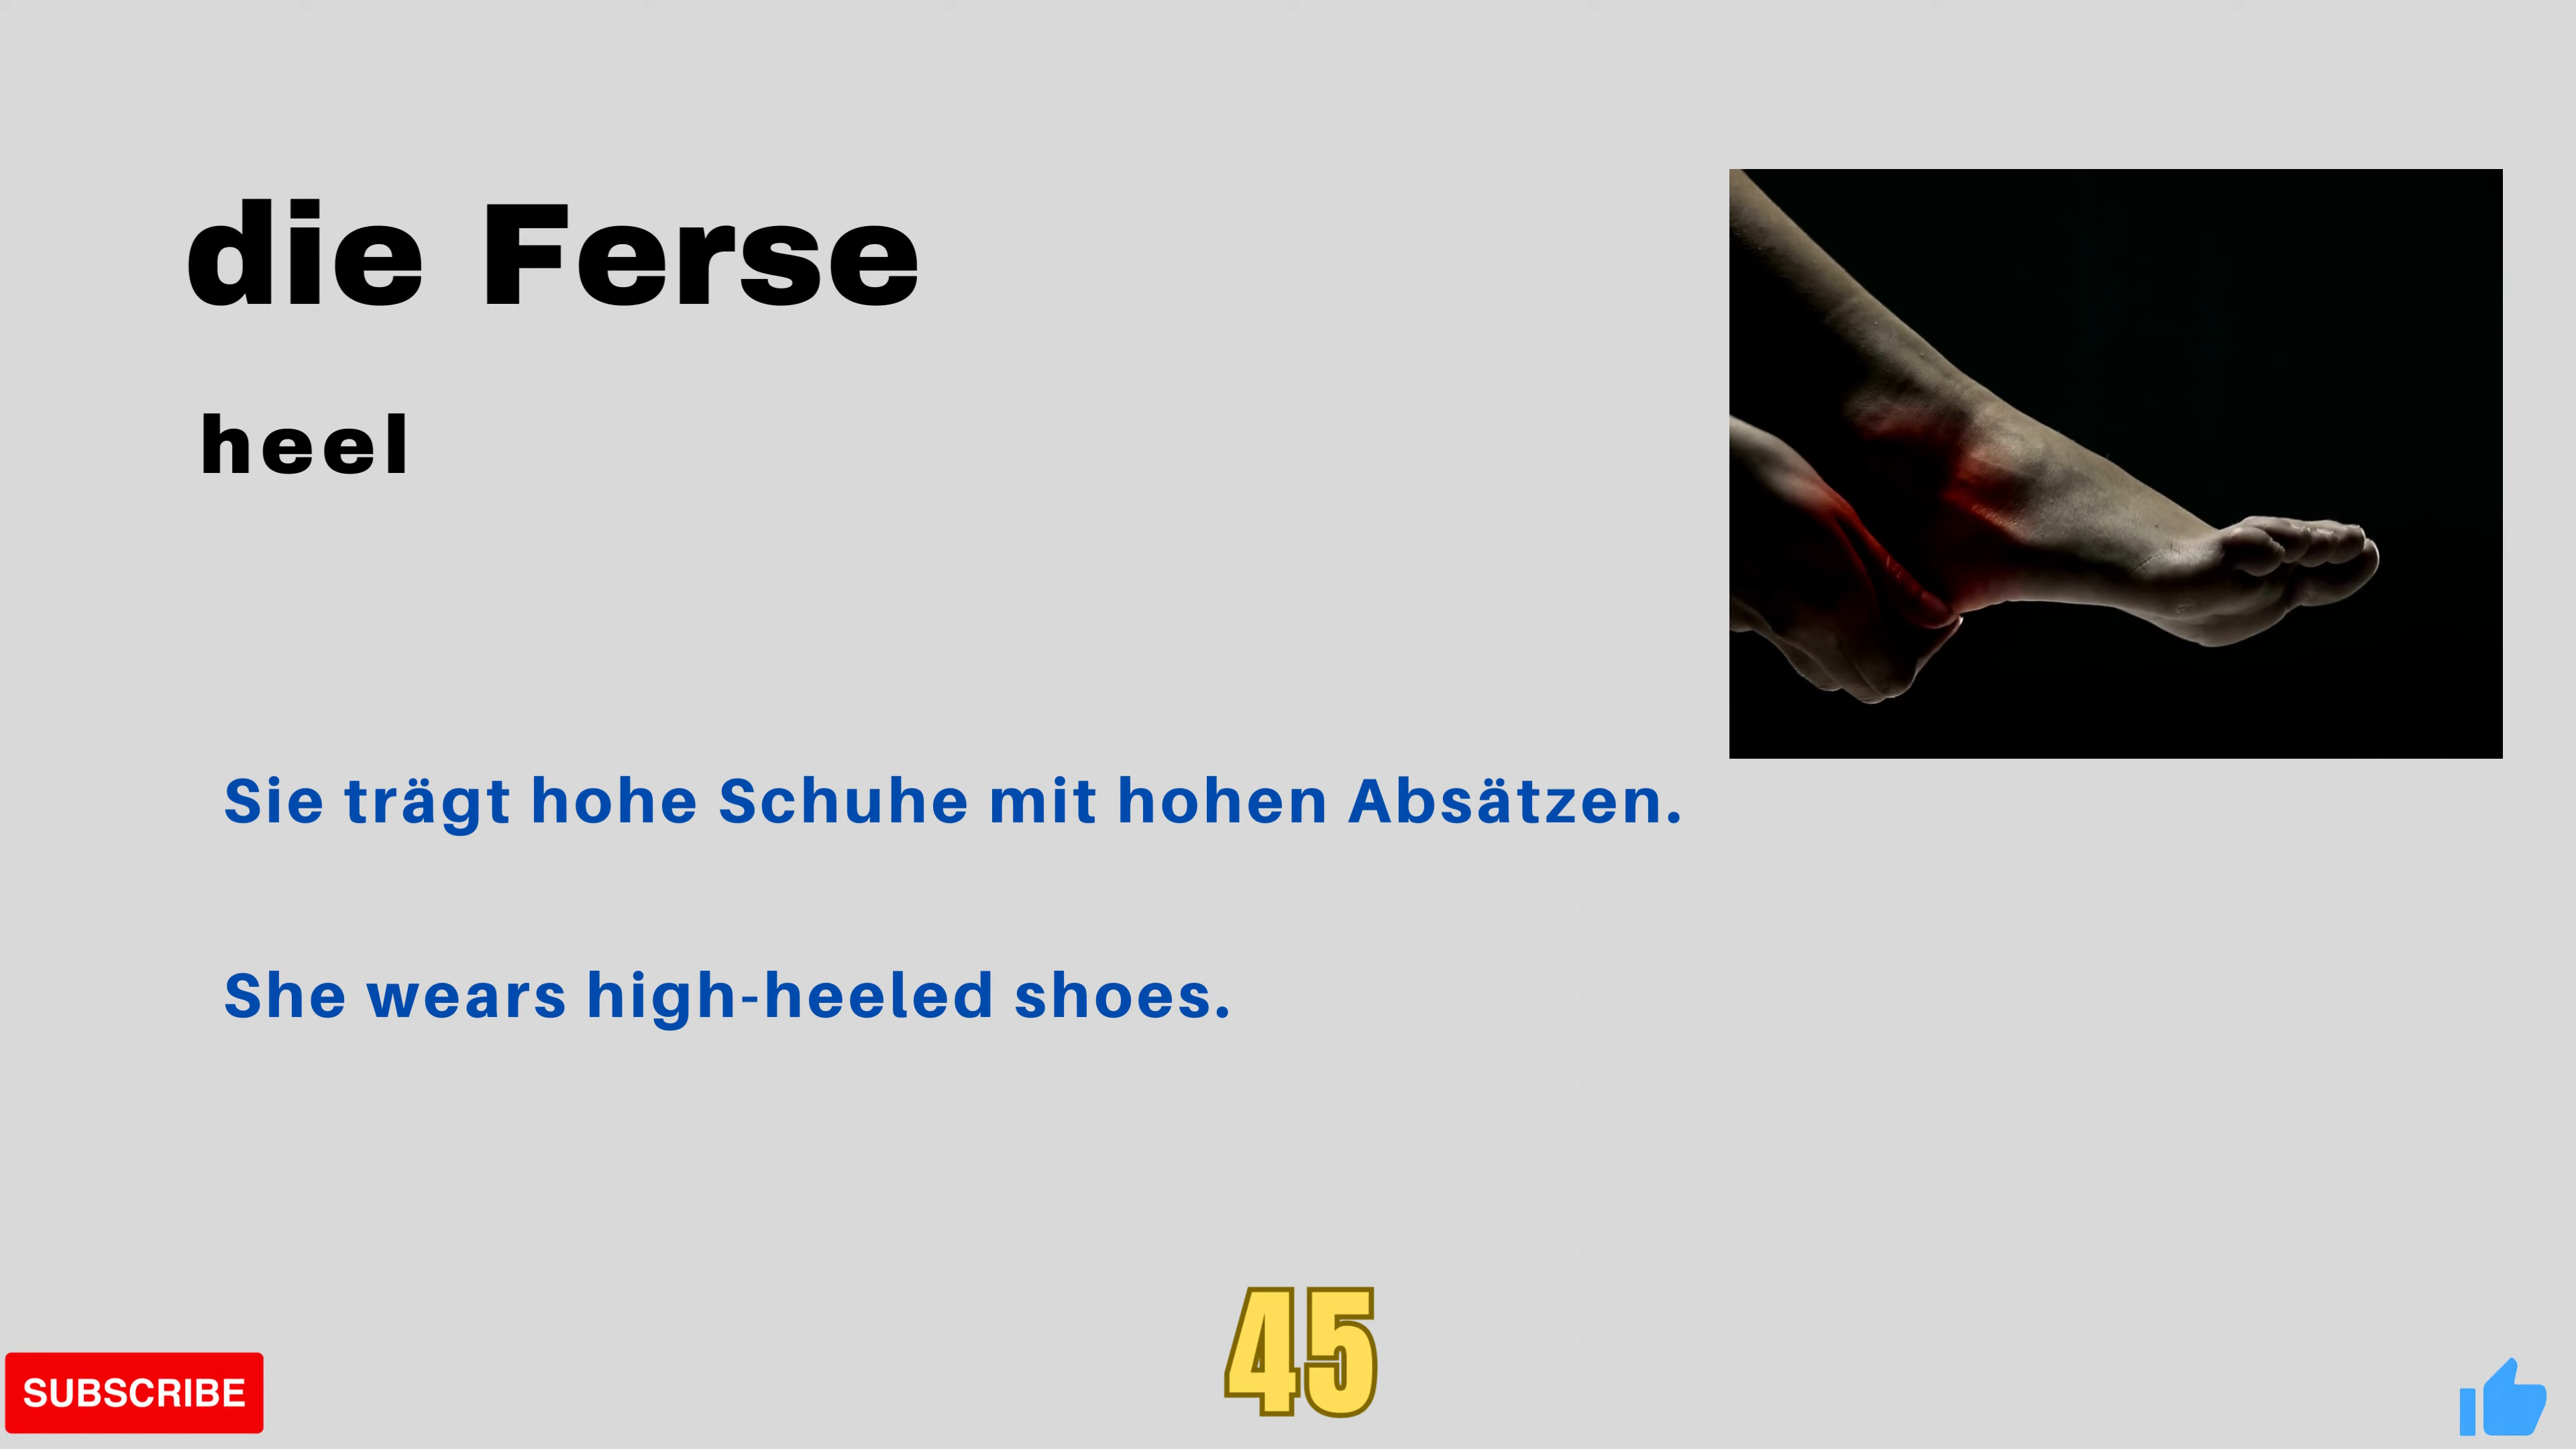 die Ferse
heel
Sie trägt hohe Schuhe mit hohen Absätzen.
She wears high-heeled shoes.
45
SUBSCRIBE